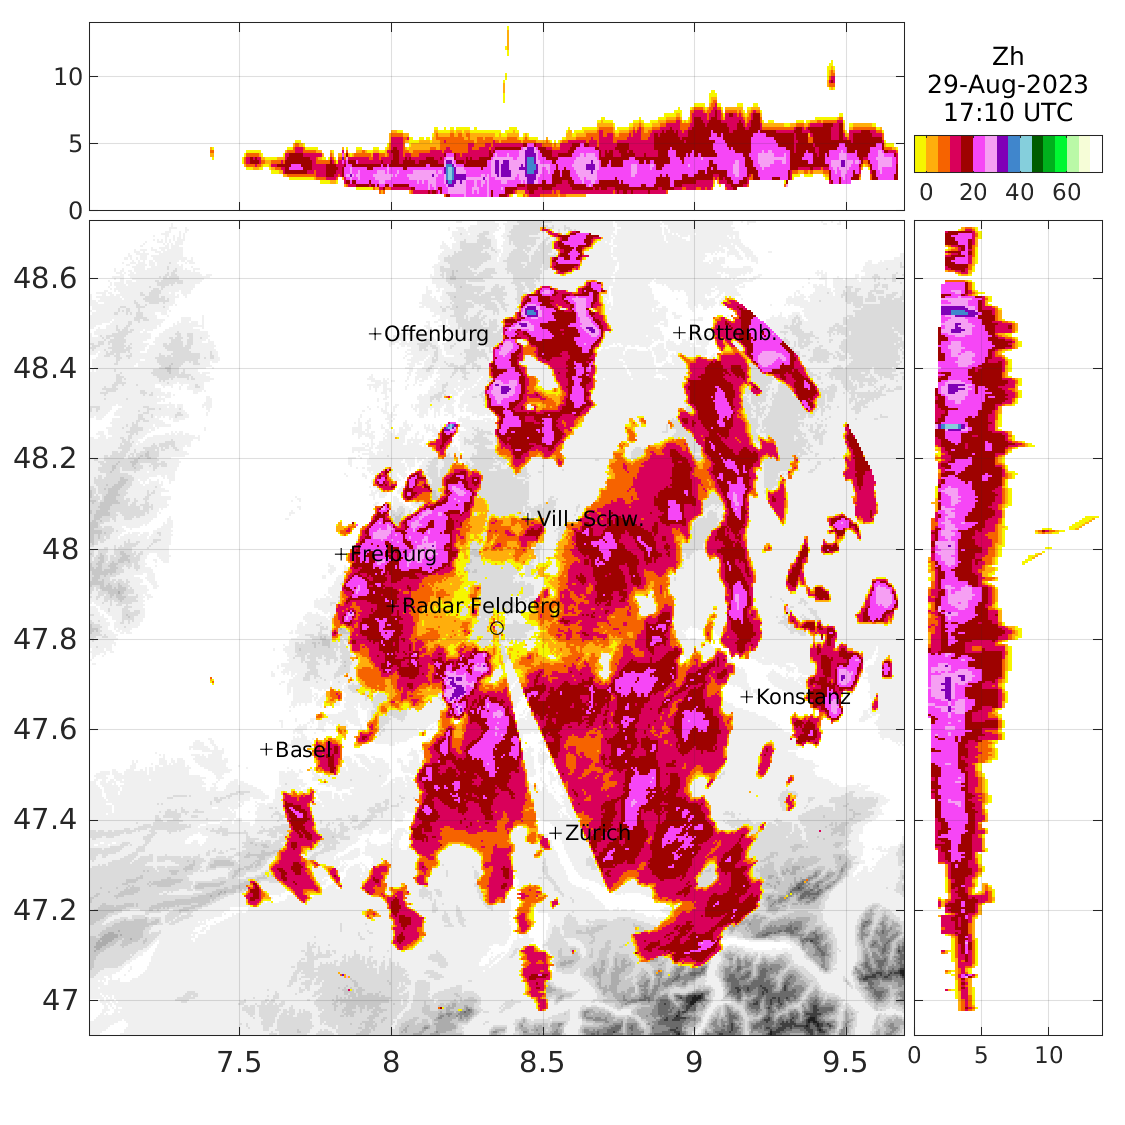 10
5
0
Zh
29-Aug-2023
17:10 UTC
0 20 40 60
48.6
48.4
48.2
48
47.8
47.6
47.4
47.2
47
+Offenburg
+Rottenb.
+Vill.-Schw.
+Freiburg
+Radar Feldberg
+Konstanz
+Basel
+Zürich
7.5 8 8.5 9 9.5
0 5 10